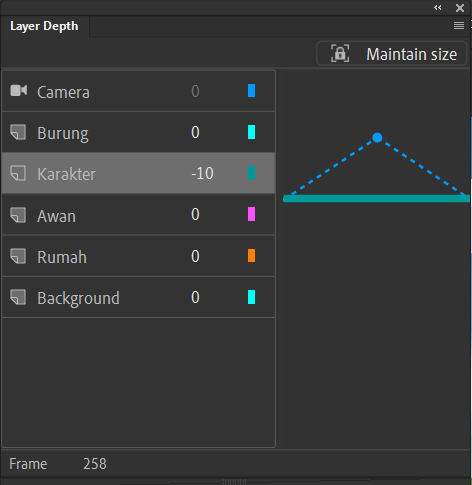 Layer Depth
Maintain size
Camera 0
Burung 0
Karakter -10
Awan 0
Rumah 0
Background 0
Frame 258